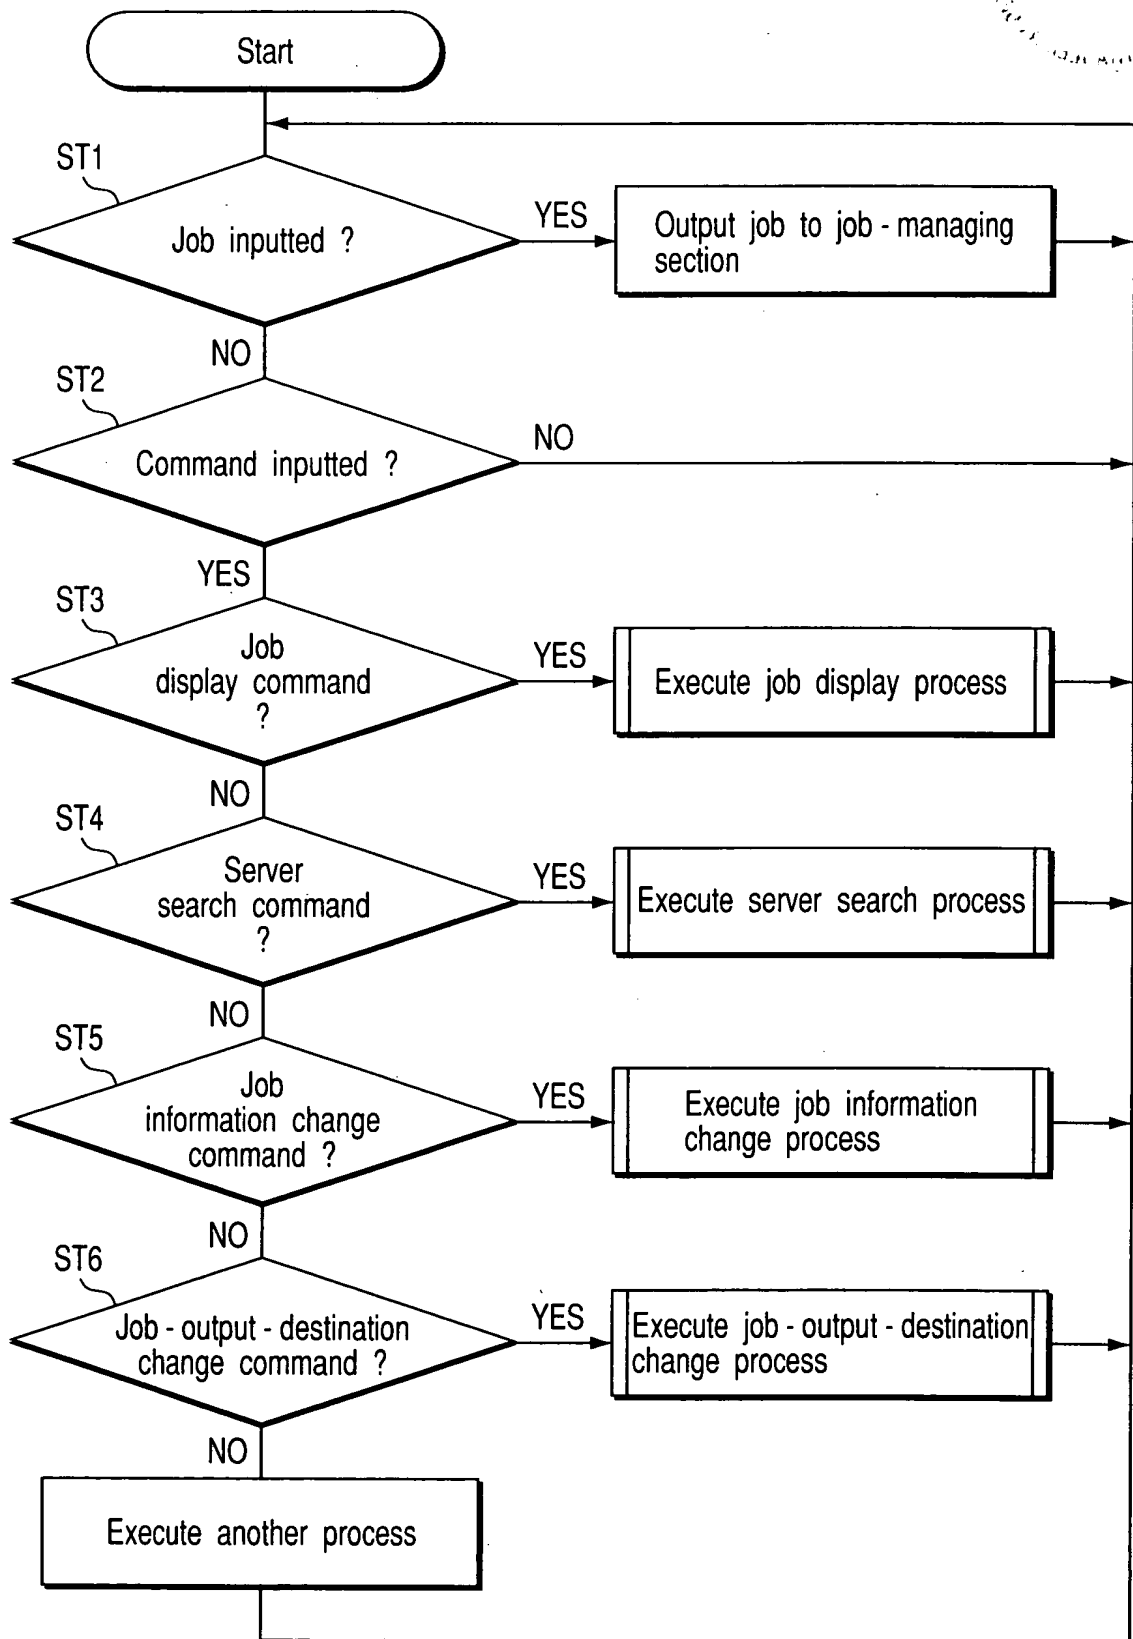 Start
ST1
Job inputted ?
YES
Output job to job - managing
section
NO
ST2
Command inputted ?
NO
YES
ST3
Job
display command
?
YES
Execute job display process
NO
ST4
Server
search command
?
YES
Execute server search process
NO
ST5
Job
information change
command ?
YES
Execute job information
change process
NO
ST6
Job - output - destination
change command ?
YES
Execute job - output - destination
change process
NO
Execute another process